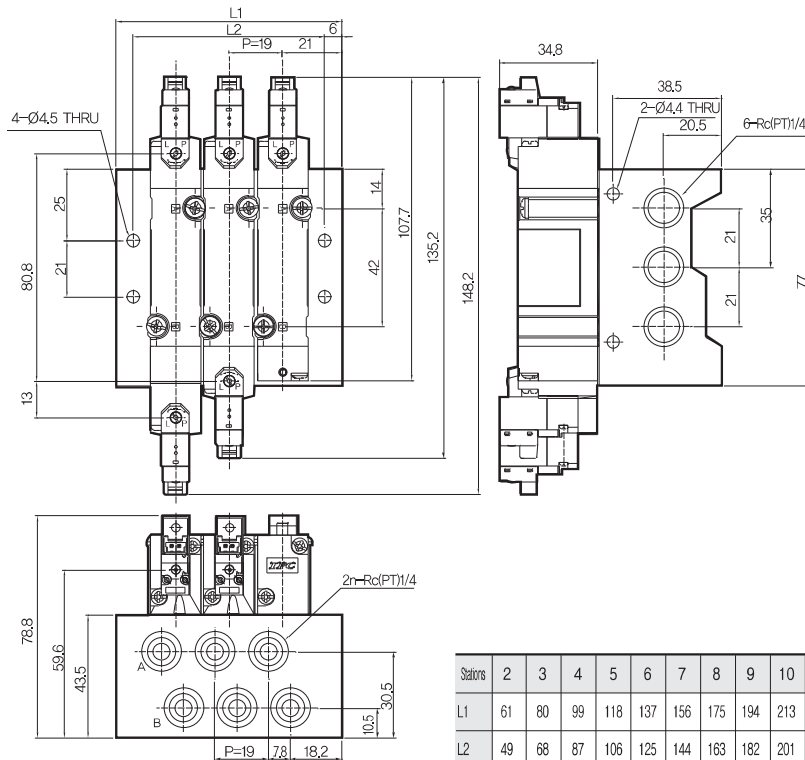 L1
L2
6
P=19
21
4-Ø4.5 THRU
L P
L P
L P
25
21
80.8
13
14
42
107.7
135.2
148.2
L P
L P
34.8
38.5
2-Ø4.4 THRU
20.5
6-Rc(PT)1/4
35
21
21
77
78.8
59.6
43.5
TPC
2n-Rc(PT)1/4
A
B
30.5
10.5
P=19
7.8
18.2
Stations 2 3 4 5 6 7 8 9 10
L1 61 80 99 118 137 156 175 194 213
L2 49 68 87 106 125 144 163 182 201